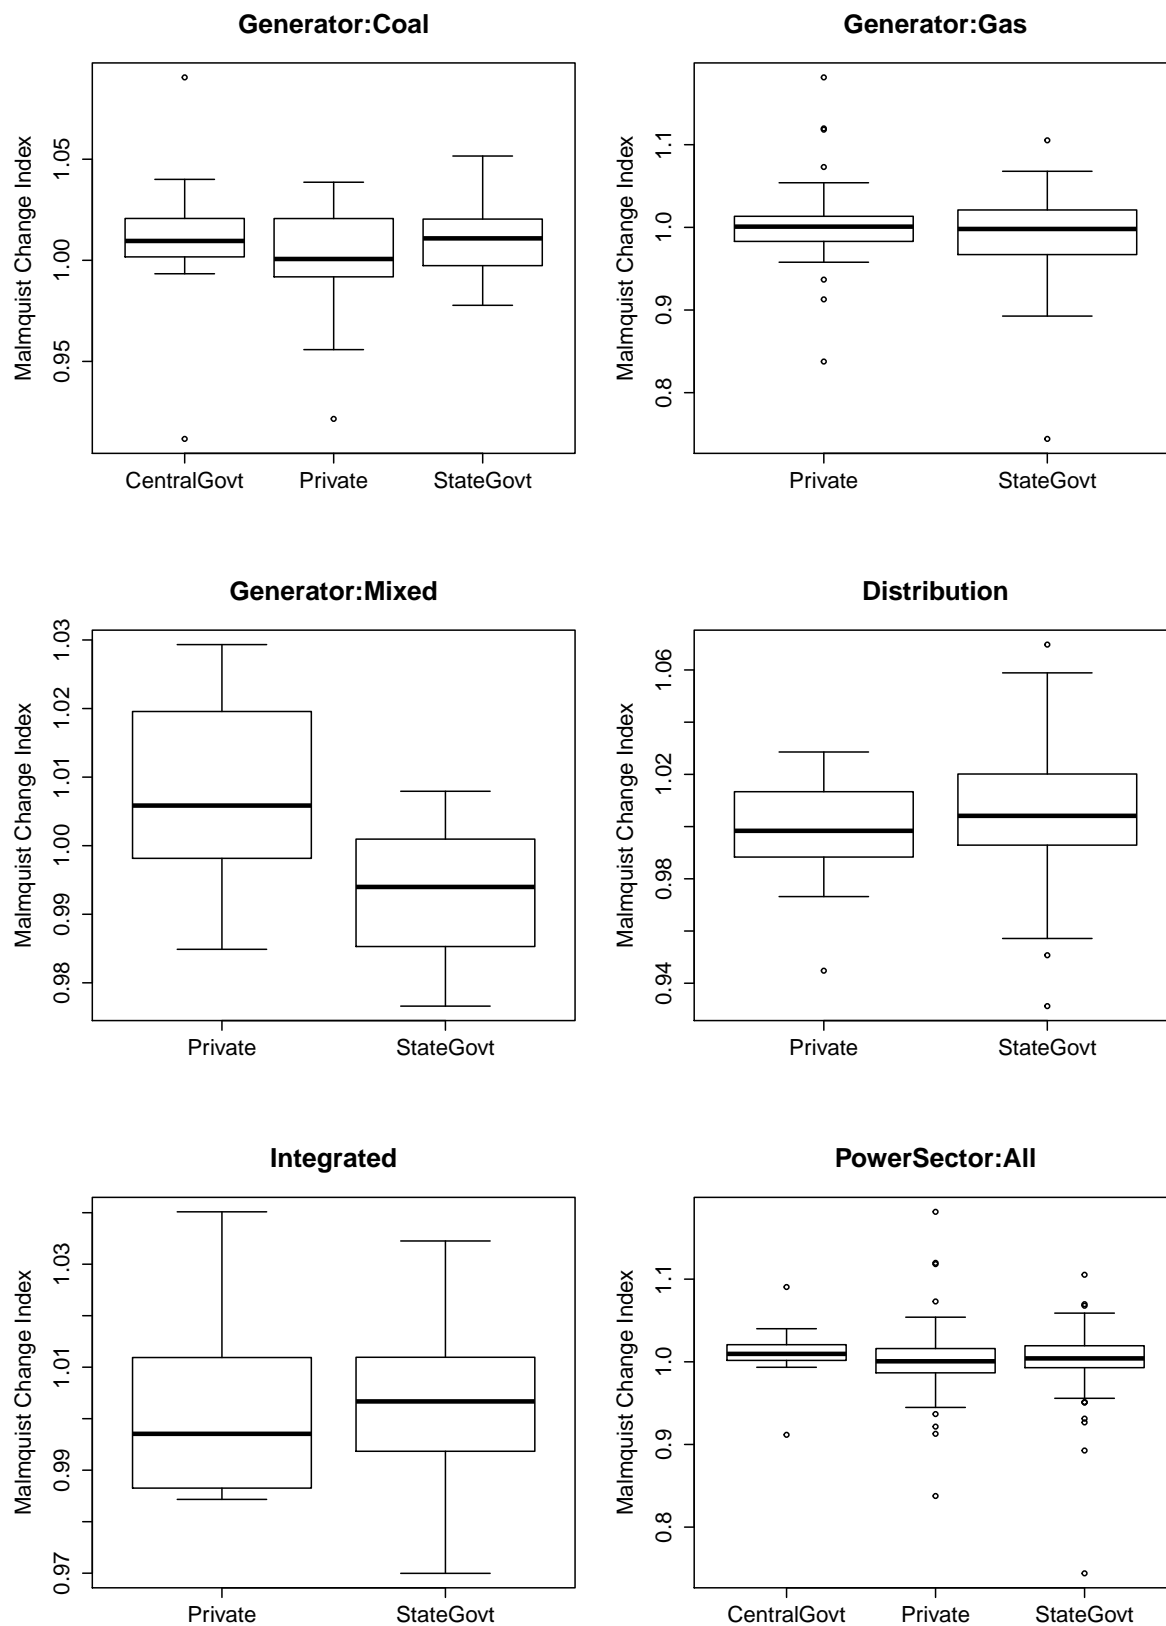 Generator:Coal
Malmquist Change Index
0.95 1.00 1.05
CentralGovt Private StateGovt
Generator:Gas
Malmquist Change Index
0.8 0.9 1.0 1.1
Private StateGovt
Generator:Mixed
Malmquist Change Index
0.98 0.99 1.00 1.01 1.02 1.03
Private StateGovt
Distribution
Malmquist Change Index
0.94 0.98 1.02 1.06
Private StateGovt
Integrated
Malmquist Change Index
0.97 0.99 1.01 1.03
Private StateGovt
PowerSector:All
Malmquist Change Index
0.8 0.9 1.0 1.1
CentralGovt Private StateGovt